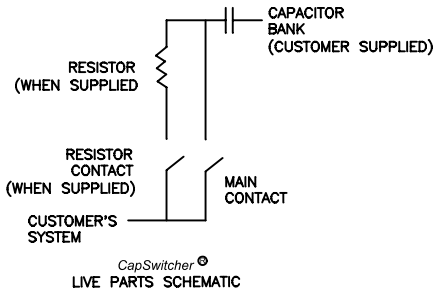 CAPACITOR
BANK
(CUSTOMER SUPPLIED)
RESISTOR
(WHEN SUPPLIED
RESISTOR
CONTACT
(WHEN SUPPLIED)
MAIN
CONTACT
CUSTOMER'S
SYSTEM
CapSwitcher ®
LIVE PARTS SCHEMATIC